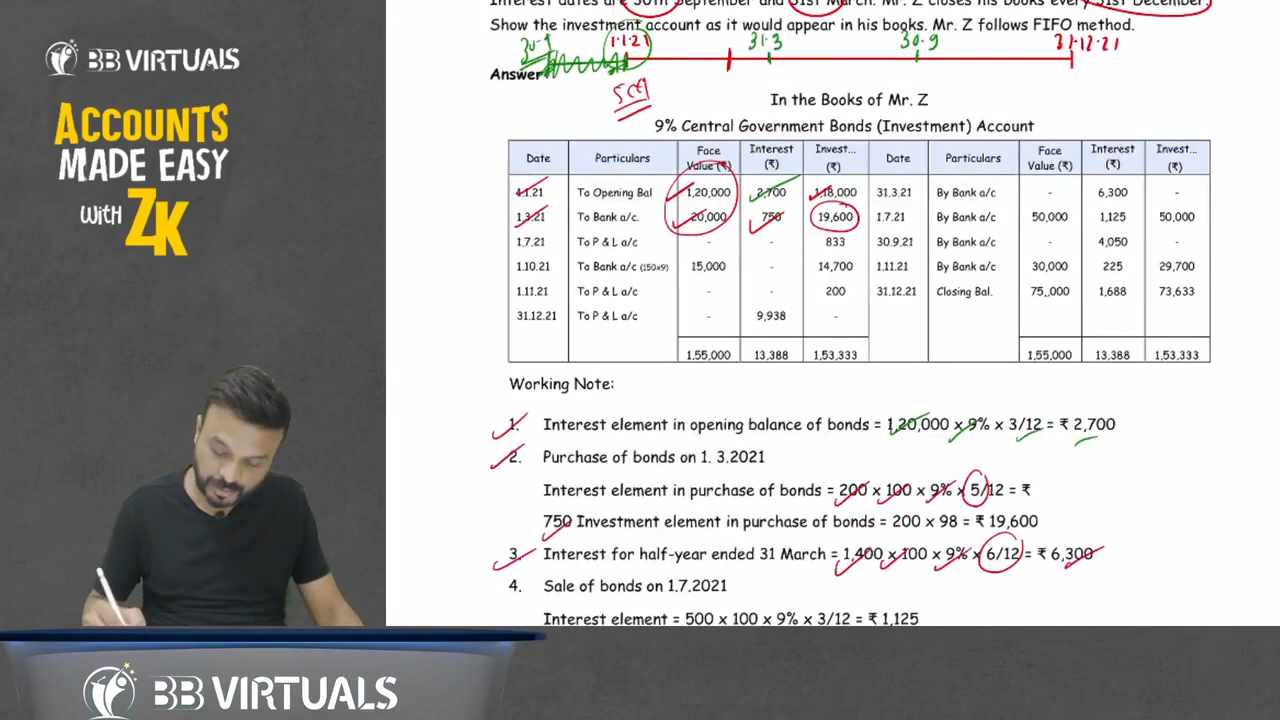 BB VIRTUALS
ACCOUNTS
MADE EASY
with ZK
Interest dates are 30th September and 31st March. Mr. Z closes his books every 31st December.
Show the investment account as it would appear in his books. Mr. Z follows FIFO method.
1·1·21 31·3 30·9 31·12·21
Answer
In the Books of Mr. Z
9% Central Government Bonds (Investment) Account
Date Particulars Face Value (₹) Interest (₹) Invest... (₹) Date Particulars Face Value (₹) Interest (₹) Invest... (₹)
1.1.21 To Opening Bal 1,20,000 2,700 1,18,000 31.3.21 By Bank a/c - 6,300 -
1.3.21 To Bank a/c. 20,000 750 19,600 1.7.21 By Bank a/c 50,000 1,125 50,000
1.7.21 To P & L a/c - - 833 30.9.21 By Bank a/c - 4,050 -
1.10.21 To Bank a/c (150x9) 15,000 - 14,700 1.11.21 By Bank a/c 30,000 225 29,700
1.11.21 To P & L a/c - - 200 31.12.21 Closing Bal. 75,,000 1,688 73,633
31.12.21 To P & L a/c - 9,938 -
1,55,000 13,388 1,53,333 1,55,000 13,388 1,53,333
Working Note:
1. Interest element in opening balance of bonds = 1,20,000 x 9% x 3/12 = ₹ 2,700
2. Purchase of bonds on 1. 3.2021
Interest element in purchase of bonds = 200 x 100 x 9% x 5/12 = ₹
750 Investment element in purchase of bonds = 200 x 98 = ₹ 19,600
3. Interest for half-year ended 31 March = 1,400 x 100 x 9% x 6/12 = ₹ 6,300
4. Sale of bonds on 1.7.2021
Interest element = 500 x 100 x 9% x 3/12 = ₹ 1,125
BB VIRTUALS